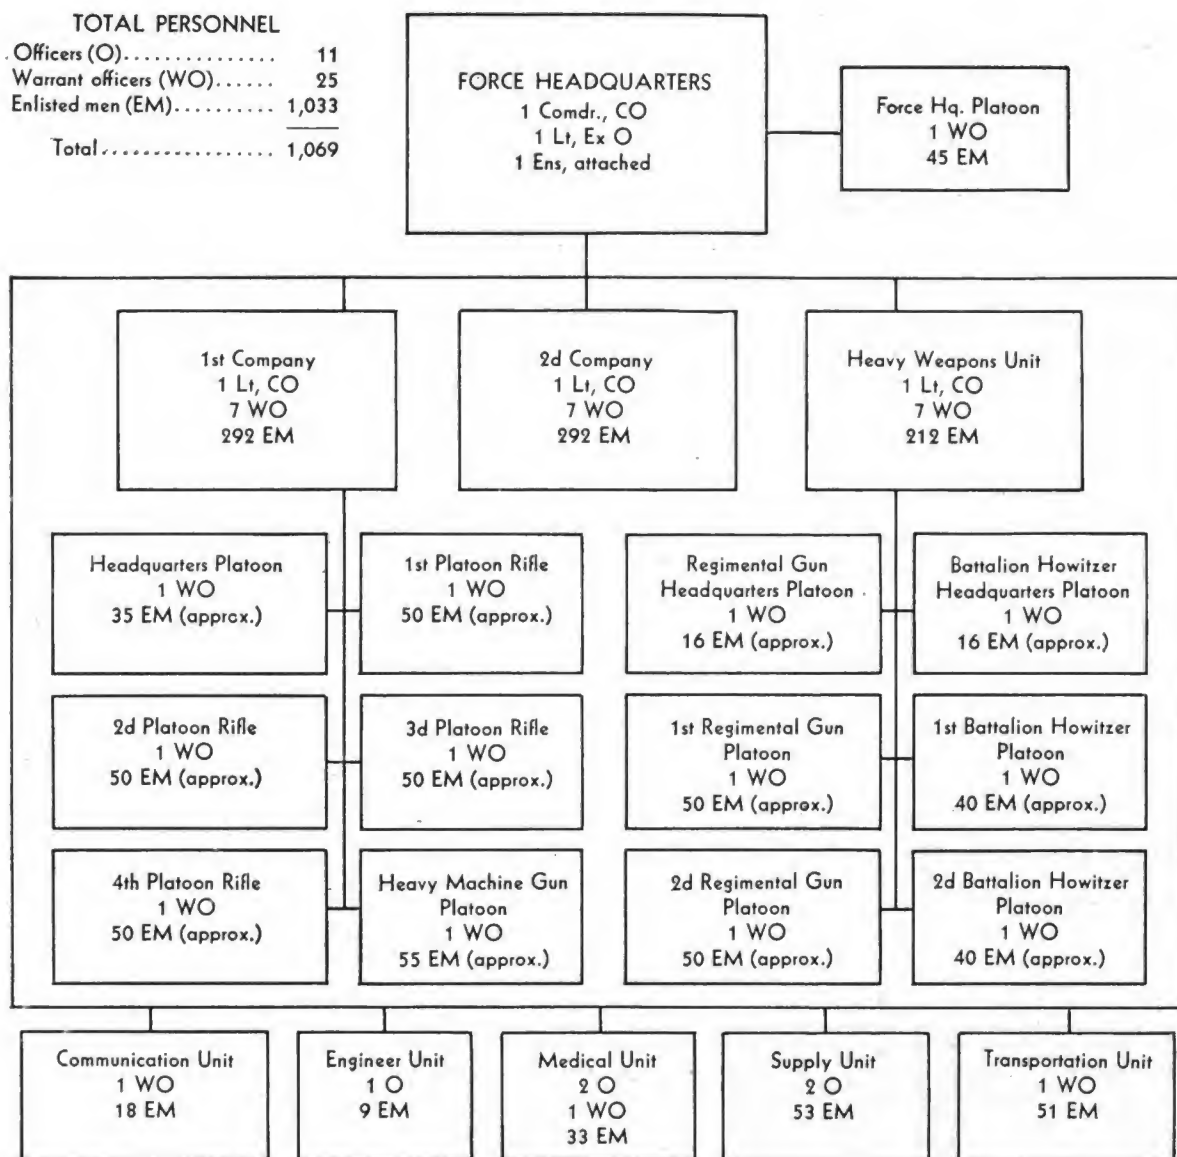 TOTAL PERSONNEL
Officers (O).............. 11
Warrant officers (WO)...... 25
Enlisted men (EM).......... 1,033
Total................ 1,069
FORCE HEADQUARTERS
1 Comdr., CO
1 Lt, Ex O
1 Ens, attached
Force Hq. Platoon
1 WO
45 EM
1st Company
1 Lt, CO
7 WO
292 EM
2d Company
1 Lt, CO
7 WO
292 EM
Heavy Weapons Unit
1 Lt, CO
7 WO
212 EM
Headquarters Platoon
1 WO
35 EM (approx.)
1st Platoon Rifle
1 WO
50 EM (approx.)
Regimental Gun
Headquarters Platoon
1 WO
16 EM (approx.)
Battalion Howitzer
Headquarters Platoon
1 WO
16 EM (approx.)
2d Platoon Rifle
1 WO
50 EM (approx.)
3d Platoon Rifle
1 WO
50 EM (approx.)
1st Regimental Gun
Platoon
1 WO
50 EM (approx.)
1st Battalion Howitzer
Platoon
1 WO
40 EM (approx.)
4th Platoon Rifle
1 WO
50 EM (approx.)
Heavy Machine Gun
Platoon
1 WO
55 EM (approx.)
2d Regimental Gun
Platoon
1 WO
50 EM (approx.)
2d Battalion Howitzer
Platoon
1 WO
40 EM (approx.)
Communication Unit
1 WO
18 EM
Engineer Unit
1 O
9 EM
Medical Unit
2 O
1 WO
33 EM
Supply Unit
2 O
53 EM
Transportation Unit
1 WO
51 EM